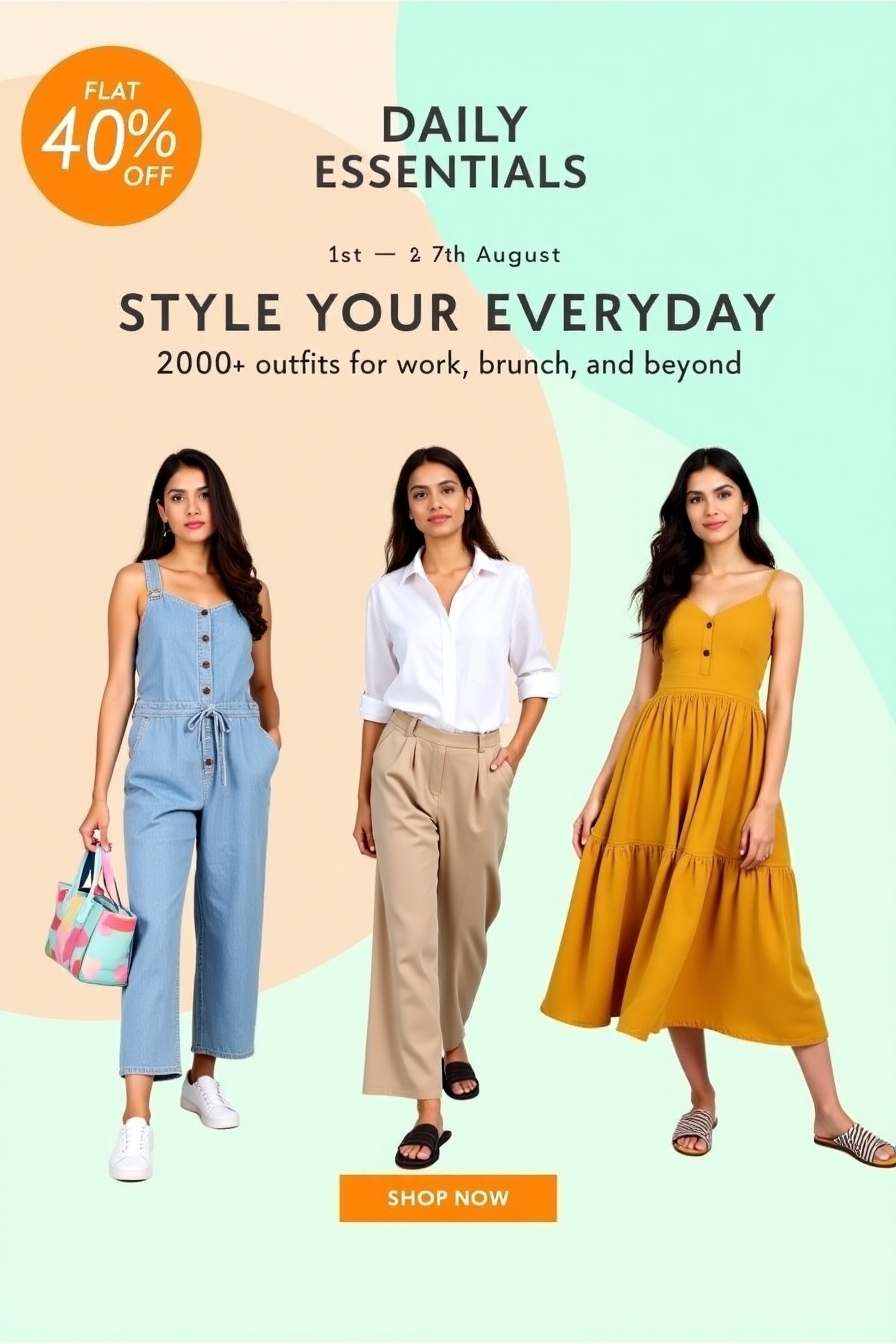 FLAT
40%
OFF
DAILY
ESSENTIALS
1st — 2 7th August
STYLE YOUR EVERYDAY
2000+ outfits for work, brunch, and beyond
SHOP NOW